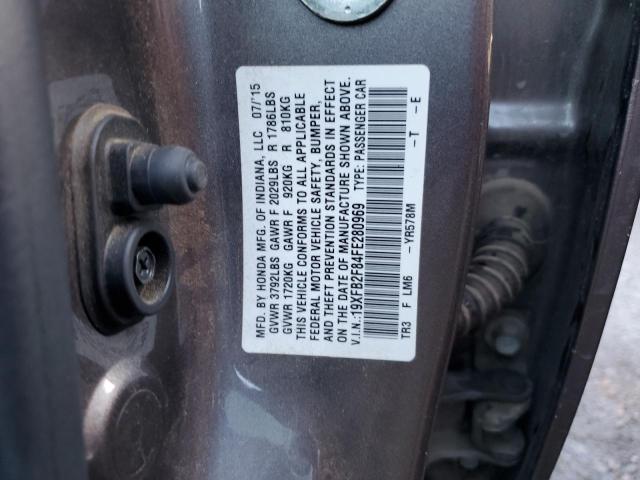 MFD. BY HONDA MFG. OF INDIANA, LLC 07/'15
GVWR 3792LBS GAWR F 2029LBS R 1786LBS
GVWR 1720KG GAWR F 920KG R 810KG
THIS VEHICLE CONFORMS TO ALL APPLICABLE
FEDERAL MOTOR VEHICLE SAFETY, BUMPER,
AND THEFT PREVENTION STANDARDS IN EFFECT
ON THE DATE OF MANUFACTURE SHOWN ABOVE.
V.I.N.:19XFB2F84FE280969 TYPE: PASSENGER CAR
TR3 F LM6 -YR578M -T -E